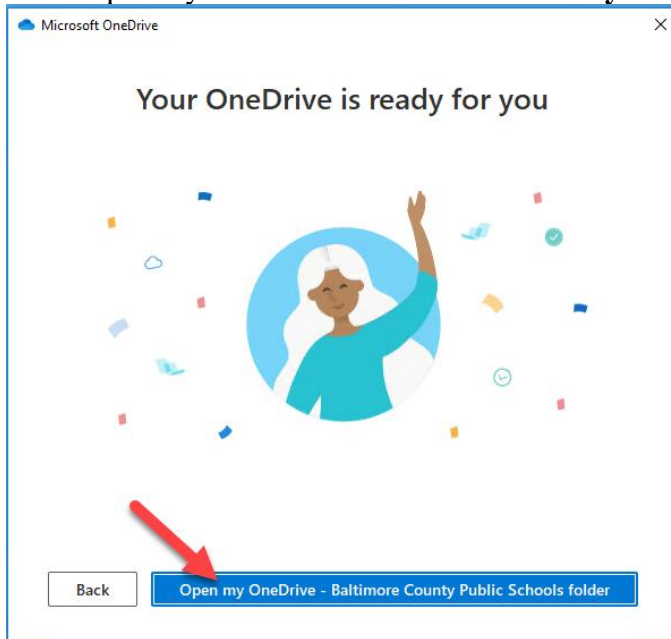 Microsoft OneDrive
Your OneDrive is ready for you
Back
Open my OneDrive - Baltimore County Public Schools folder